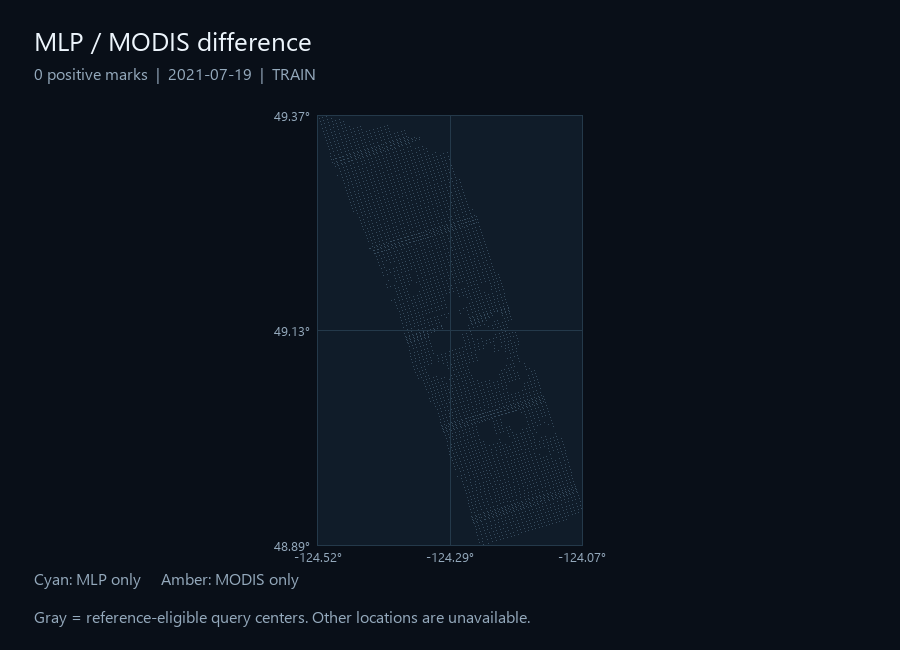 MLP / MODIS difference
0 positive marks | 2021-07-19 | TRAIN
49.37°
49.13°
48.89°
-124.52° -124.29° -124.07°
Cyan: MLP only Amber: MODIS only
Gray = reference-eligible query centers. Other locations are unavailable.